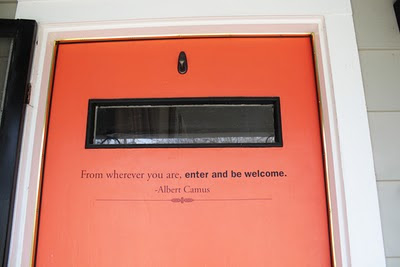 From wherever you are, enter and be welcome.
-Albert Camus